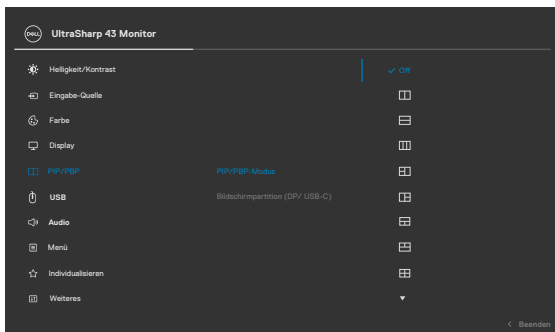 DELL
UltraSharp 43 Monitor
Helligkeit/Kontrast
Off
Eingabe-Quelle
Farbe
Display
PIP/PBP
PIP/PBP-Modus
USB
Bildschirmpartition (DP/ USB-C)
Audio
Menü
Individualisieren
Weiteres
Beenden